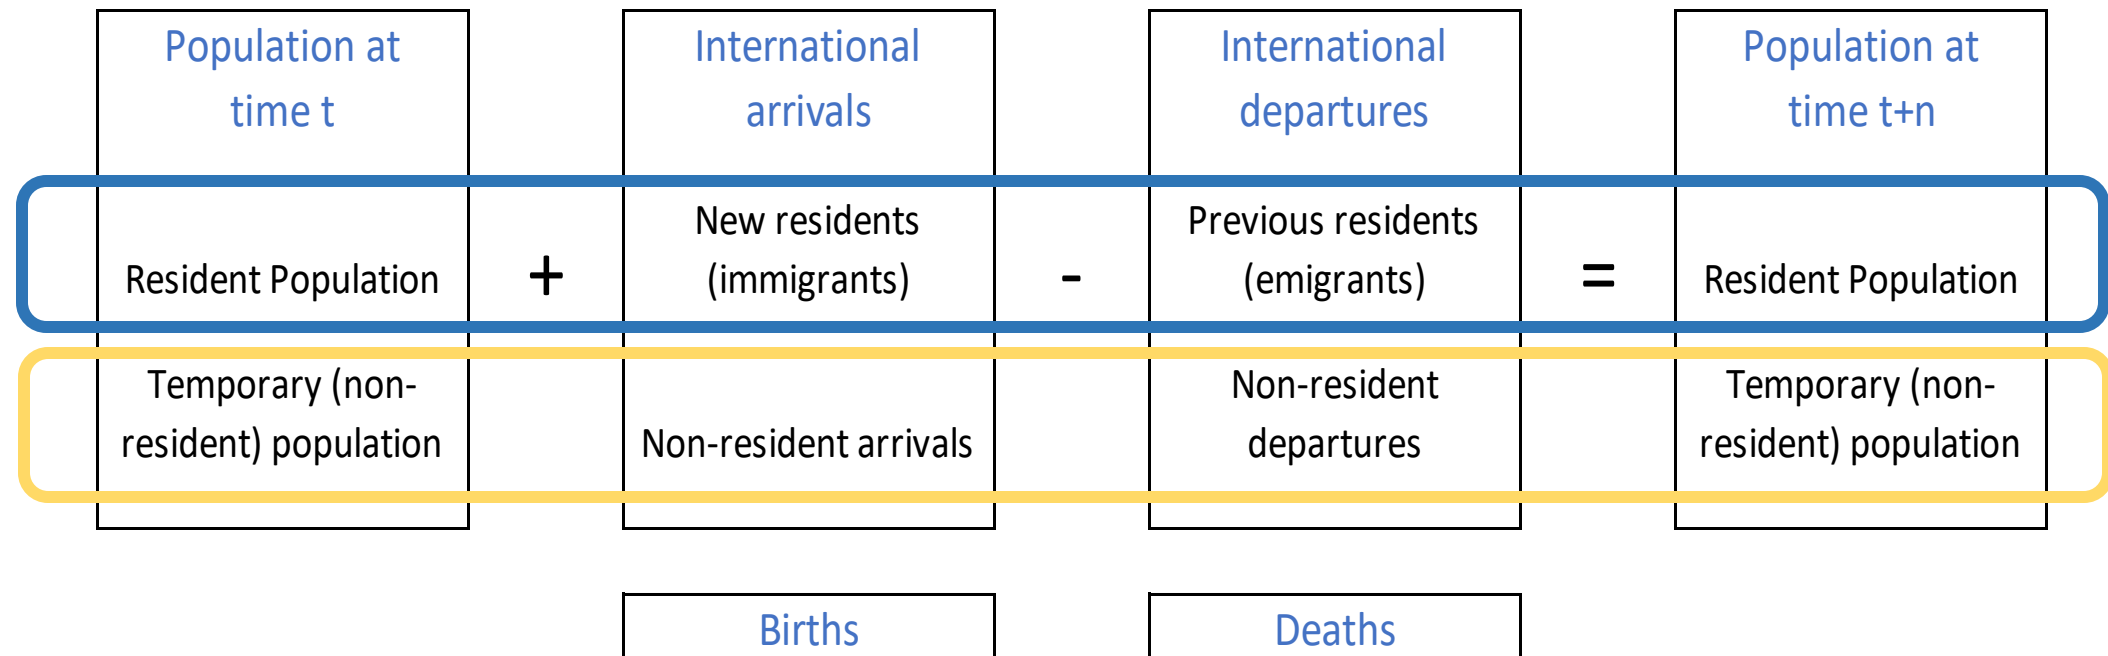 Population at
time t
International
arrivals
International
departures
Population at
time t+n
Resident Population
+
New residents
(immigrants)
-
Previous residents
(emigrants)
=
Resident Population
Temporary (non-
resident) population
Non-resident arrivals
Non-resident
departures
Temporary (non-
resident) population
Births
Deaths